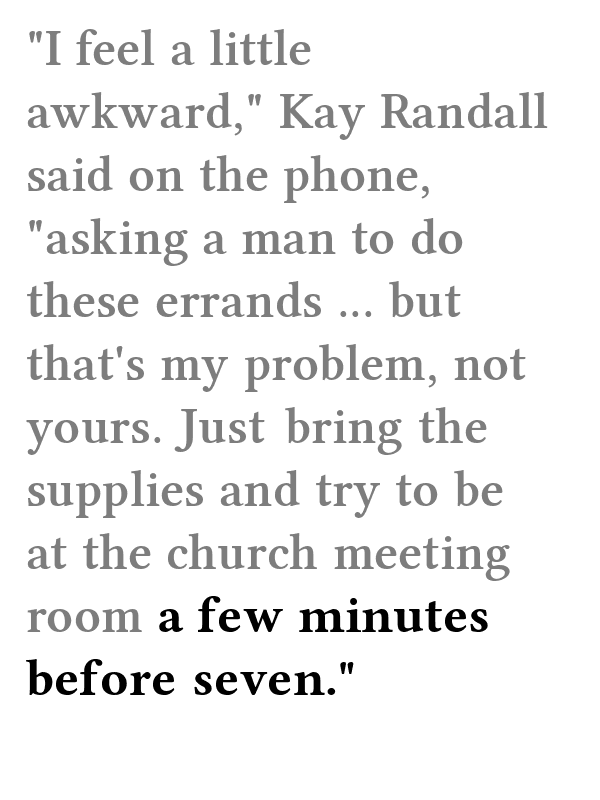 "I feel a little
awkward," Kay Randall
said on the phone,
"asking a man to do
these errands ... but
that's my problem, not
yours. Just bring the
supplies and try to be
at the church meeting
room a few minutes
before seven."